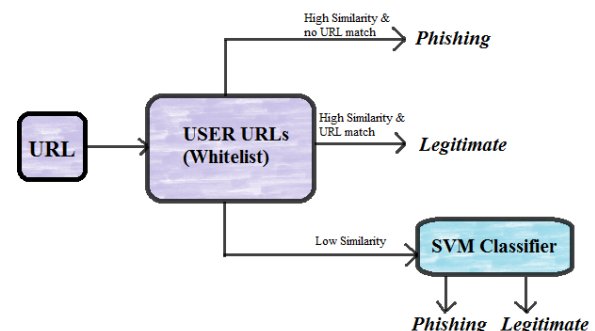 High Similarity &
no URL match
Phishing
URL
USER URLs
(Whitelist)
High Similarity &
URL match
Legitimate
Low Similarity
SVM Classifier
Phishing
Legitimate